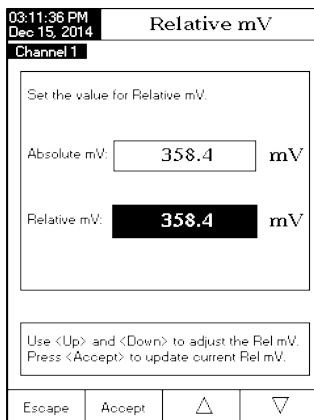 03:11:36 PM
Dec 15, 2014
Relative mV
Channel 1
Set the value for Relative mV.
Absolute mV: 358.4 mV
Relative mV: 358.4 mV
Use <Up> and <Down> to adjust the Rel mV.
Press <Accept> to update current Rel mV.
Escape Accept △ ▽